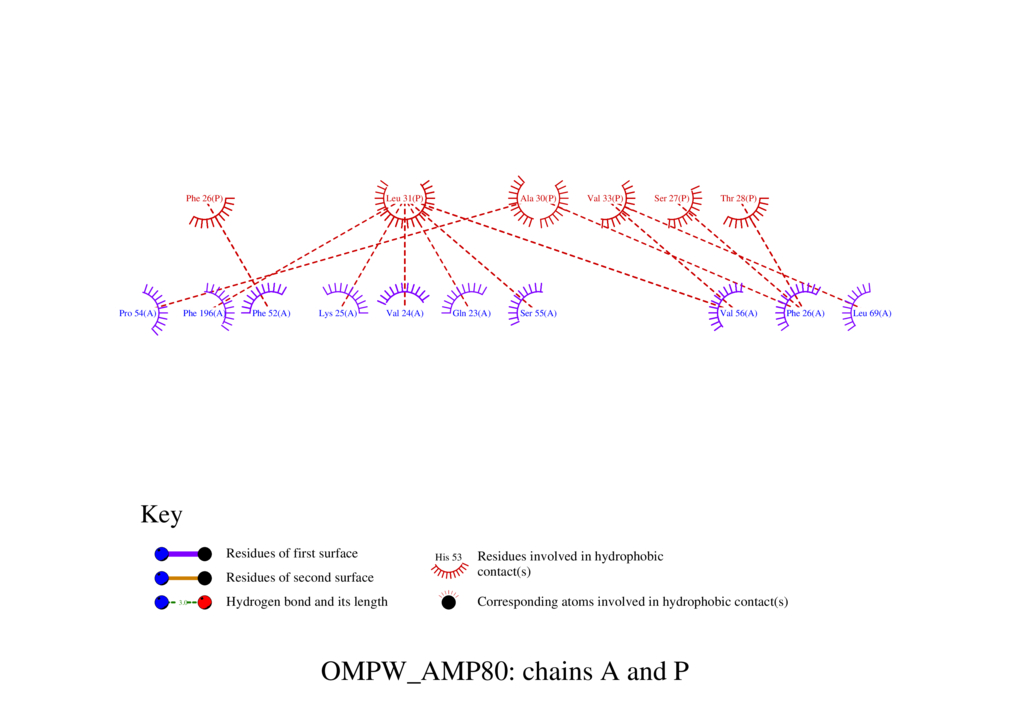 Phe 26(P) Leu 31(P) Ala 30(P) Val 33(P) Ser 27(P) Thr 28(P)
Pro 54(A) Phe 196(A) Phe 52(A) Lys 25(A) Val 24(A) Gln 23(A) Ser 55(A) Val 56(A) Phe 26(A) Leu 69(A)
Key
Residues of first surface
Residues of second surface
3.0
Hydrogen bond and its length
His 53
Residues involved in hydrophobic
contact(s)
Corresponding atoms involved in hydrophobic contact(s)
OMPW_AMP80: chains A and P